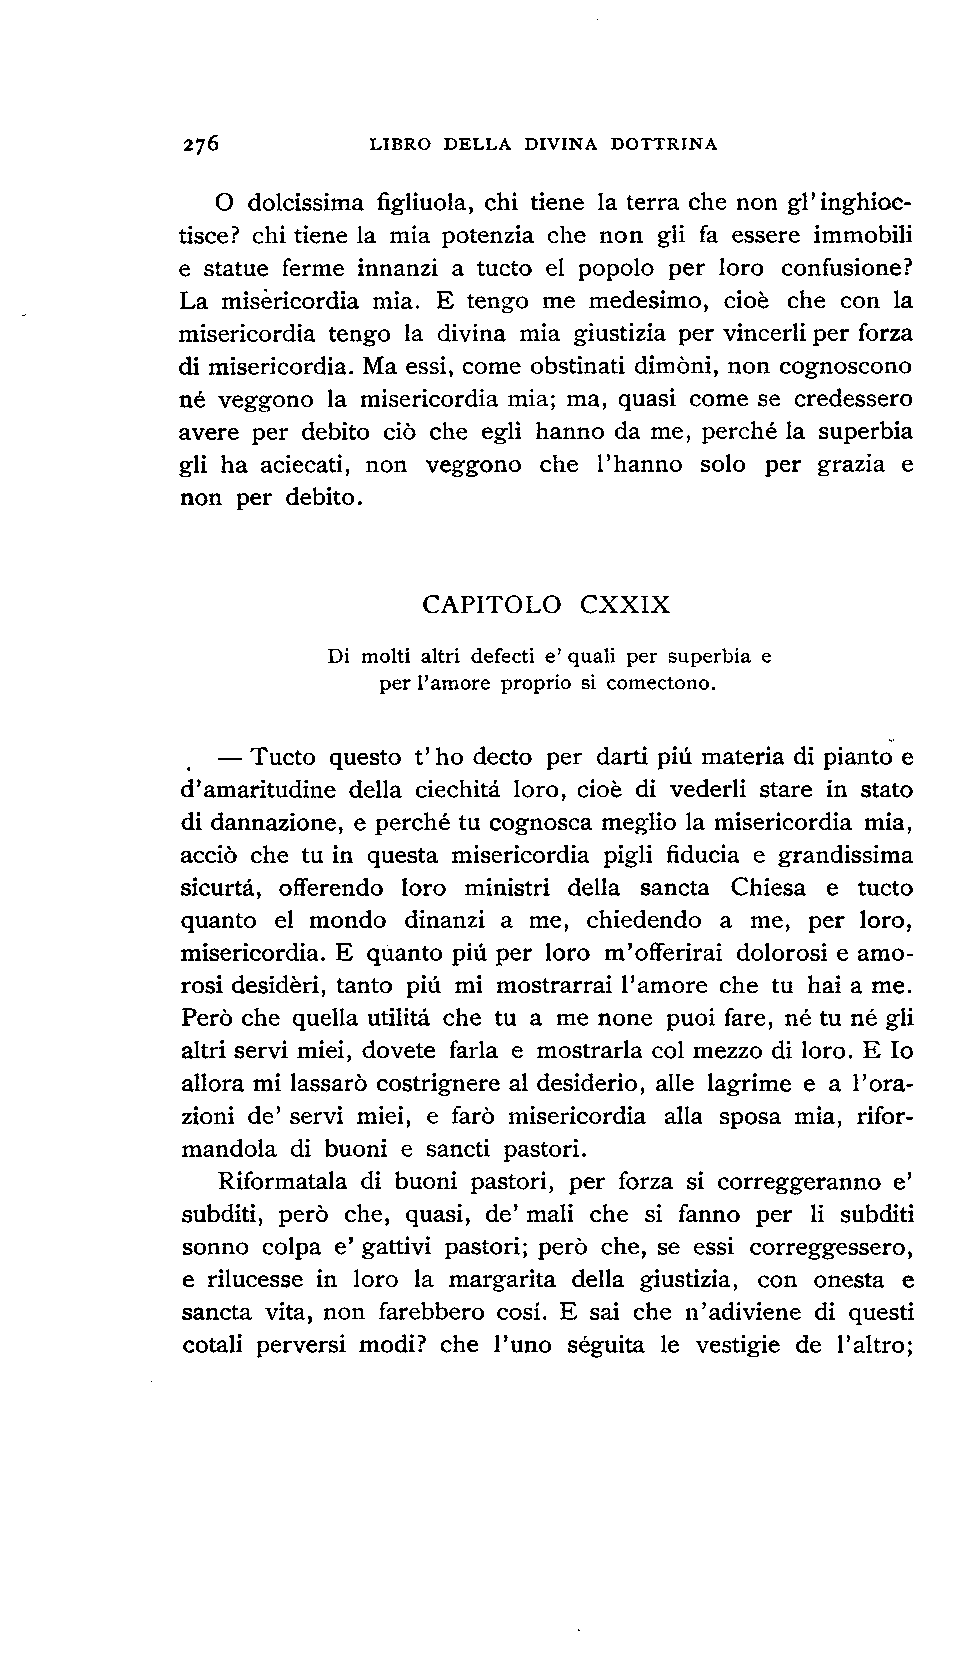 276 LIBRO DELLA DIVINA DOTTRINA
O dolcissima figliuola, chi tiene la terra che non gl'inghioc-
tisce? chi tiene la mia potenzia che non gli fa essere immobili
e statue ferme innanzi a tucto el popolo per loro confusione?
La misericordia mia. E tengo me medesimo, cioè che con la
misericordia tengo la divina mia giustizia per vincerli per forza
di misericordia. Ma essi, come obstinati dimòni, non cognoscono
né veggono la misericordia mia; ma, quasi come se credessero
avere per debito ciò che egli hanno da me, perché la superbia
gli ha aciecati, non veggono che l'hanno solo per grazia e
non per debito.
CAPITOLO CXXIX
Di molti altri defecti e' quali per superbia e
per l'amore proprio si comectono.
— Tucto questo t'ho decto per darti piú materia di pianto e
d'amaritudine della ciechitá loro, cioè di vederli stare in stato
di dannazione, e perché tu cognosca meglio la misericordia mia,
acciò che tu in questa misericordia pigli fiducia e grandissima
sicurtá, offerendo loro ministri della sancta Chiesa e tucto
quanto el mondo dinanzi a me, chiedendo a me, per loro,
misericordia. E quanto piú per loro m'offerirai dolorosi e amo-
rosi desidèri, tanto piú mi mostrarrai l'amore che tu hai a me.
Però che quella utilitá che tu a me none puoi fare, né tu né gli
altri servi miei, dovete farla e mostrarla col mezzo di loro. E Io
allora mi lassarò costrignere al desiderio, alle lagrime e a l'ora-
zioni de' servi miei, e farò misericordia alla sposa mia, rifor-
mandola di buoni e sancti pastori.
Riformatala di buoni pastori, per forza si correggeranno e'
subditi, però che, quasi, de' mali che si fanno per li subditi
sonno colpa e' gattivi pastori; però che, se essi correggessero,
e rilucesse in loro la margarita della giustizia, con onesta e
sancta vita, non farebbero cosí. E sai che n'adiviene di questi
cotali perversi modi? che l'uno séguita le vestigie de l'altro;